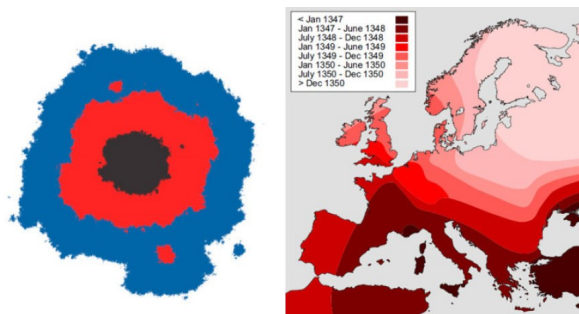 < Jan 1347
Jan 1347 - June 1348
July 1348 - Dec 1348
Jan 1349 - June 1349
July 1349 - Dec 1349
Jan 1350 - June 1350
July 1350 - Dec 1350
> Dec 1350